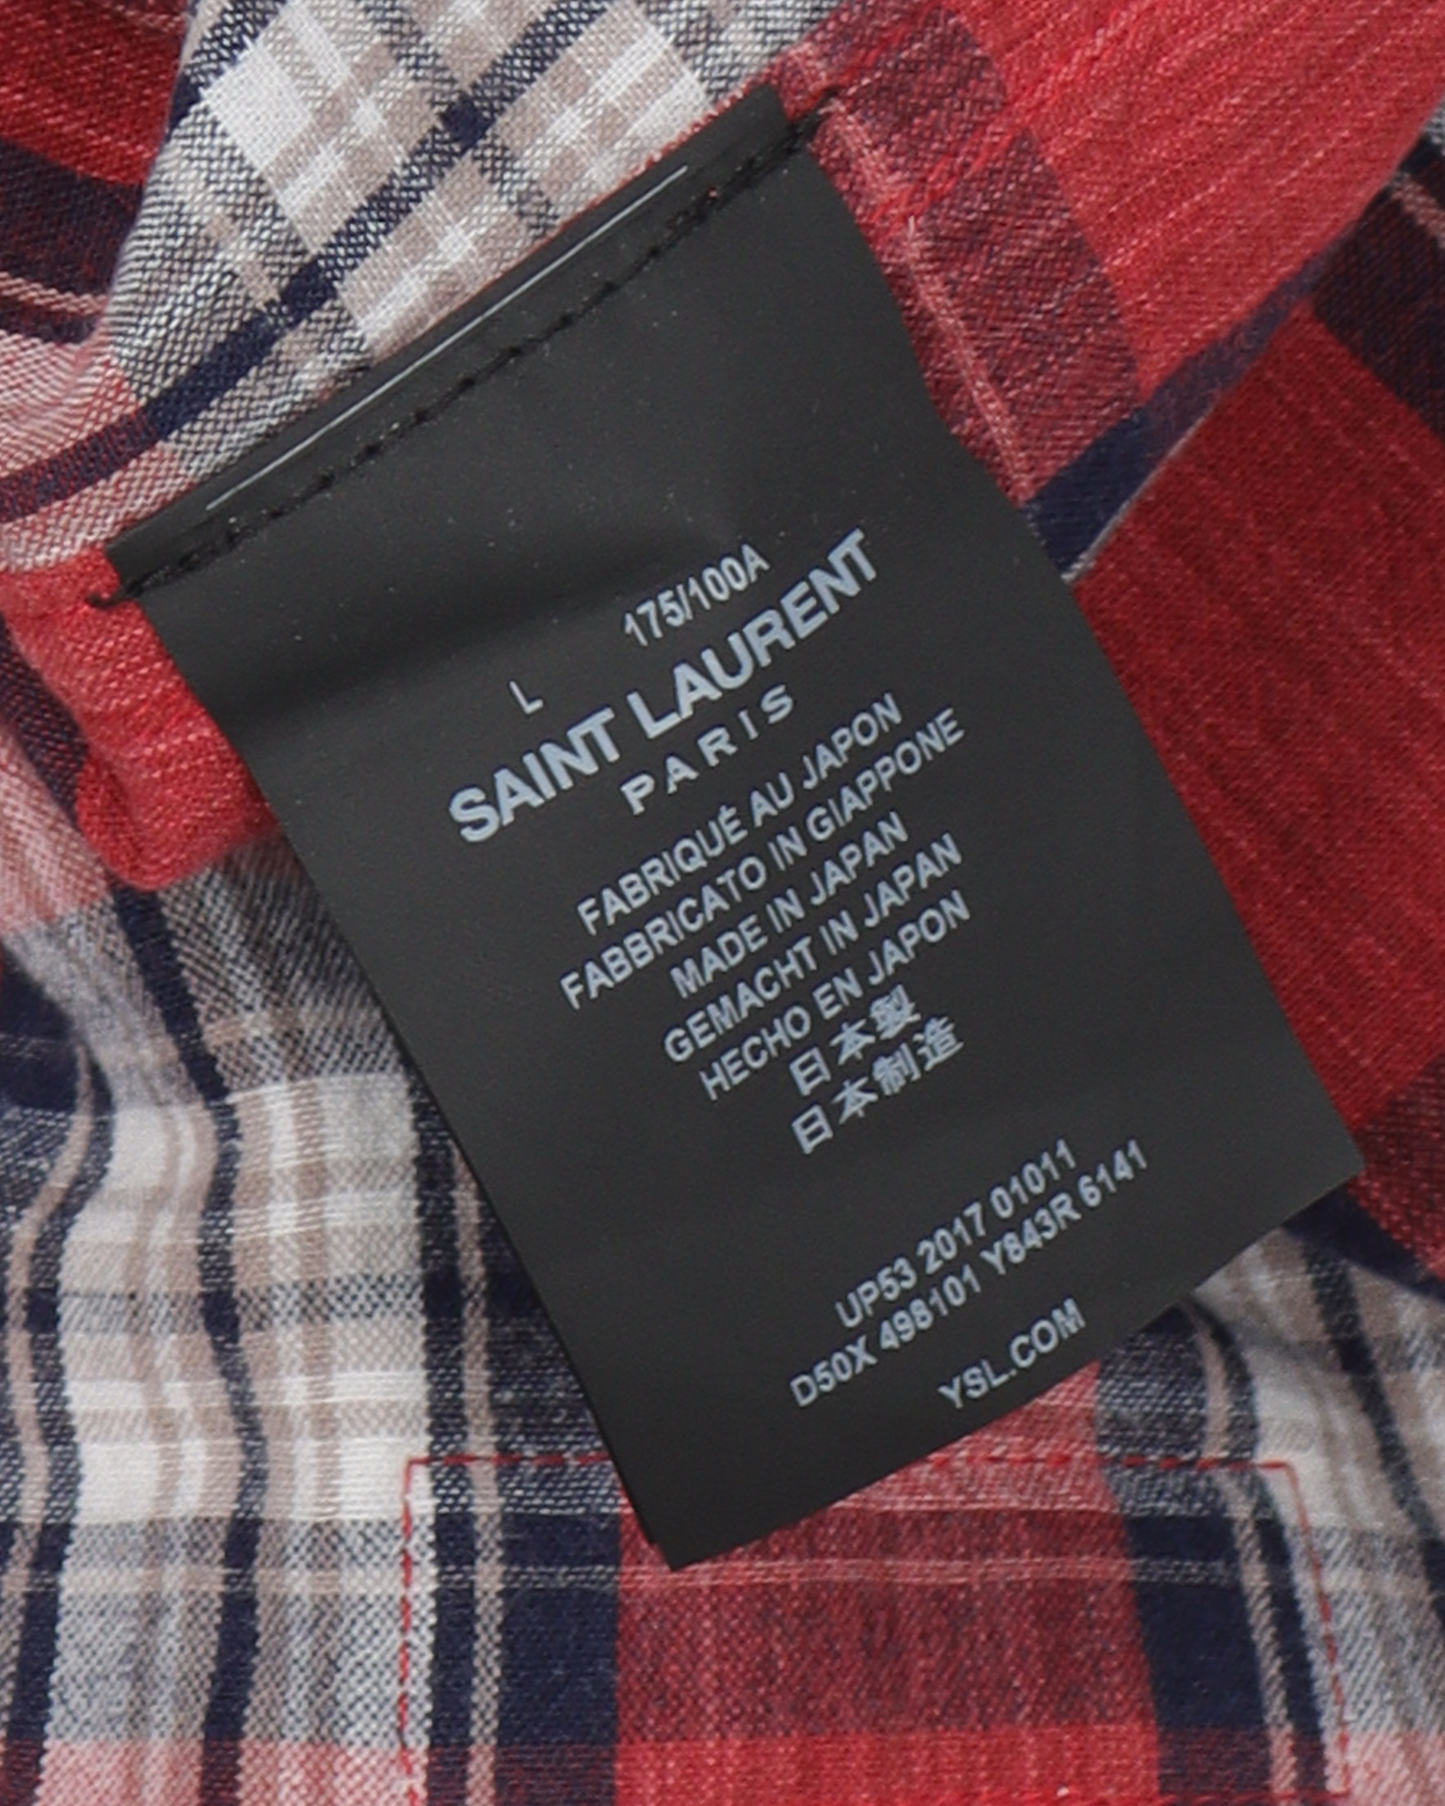 L 175/100A
SAINT LAURENT
PARIS
FABRIQUÉ AU JAPON
FABBRICATO IN GIAPPONE
MADE IN JAPAN
GEMACHT IN JAPAN
HECHO EN JAPON
日本製
日本制造
UP53 2017 01011
D50X 498101 Y843R 6141
YSL.COM